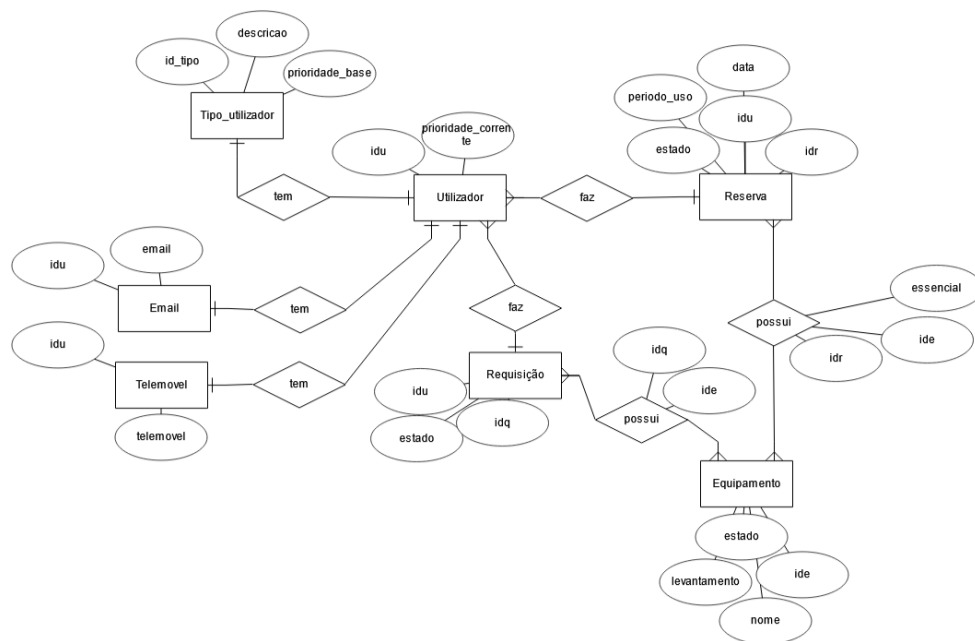 descricao
id_tipo
prioridade_base
Tipo_utilizador
data
periodo_uso
idu
estado
idr
Reserva
prioridade_corre
nte
idu
Utilizador
tem
faz
email
idu
Email
tem
faz
essencial
possui
ide
idr
idu
Telemovel
tem
telemovel
Requisição
idu
estado
idq
idq
ide
possui
Equipamento
estado
levantamento
ide
nome